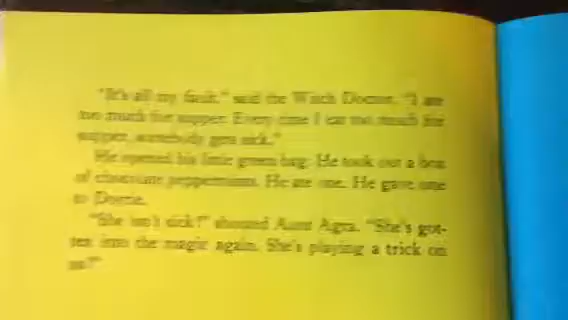 "It's all my fault," said the Witch Doctor. "I ate
too much for supper. Every time I eat too much for
supper, somebody gets sick."
He opened his little green bag. He took out a box
of chocolate peppermints. He ate one. He gave one
to Dorrie.
"She isn't sick!" shouted Aunt Agra. "She's got-
ten into the magic again. She's playing a trick on
us!"